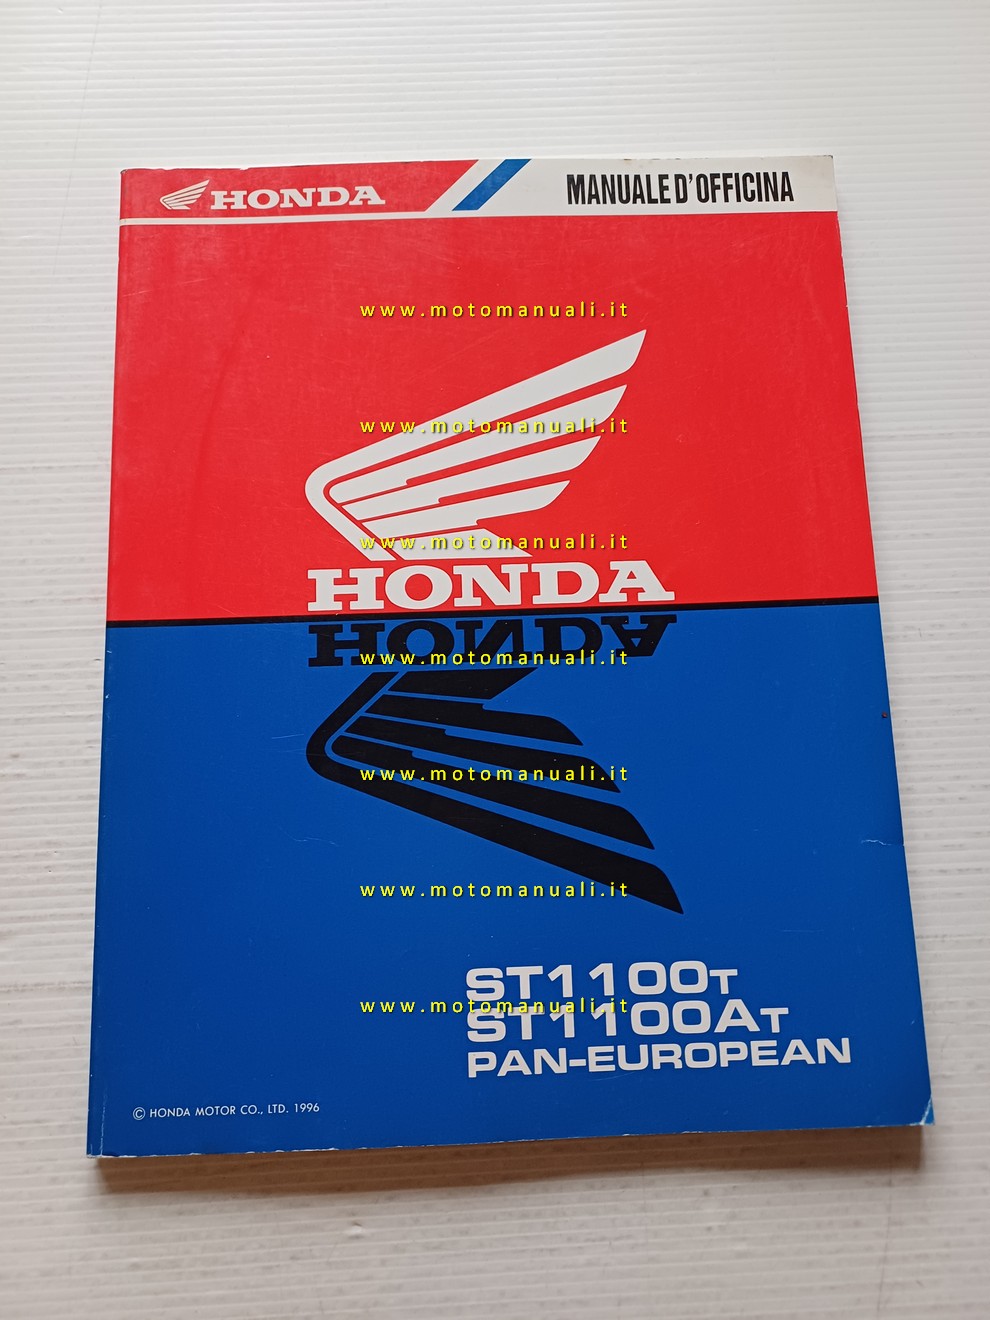 HONDA
MANUALE D'OFFICINA
www.motomanuali.it
www.motomanuali.it
www.motomanuali.it
HONDA
HONDA
www.motomanuali.it
www.motomanuali.it
www.motomanuali.it
ST1100T
www.motomanuali.it
ST1100AT
PAN-EUROPEAN
© HONDA MOTOR CO., LTD. 1996